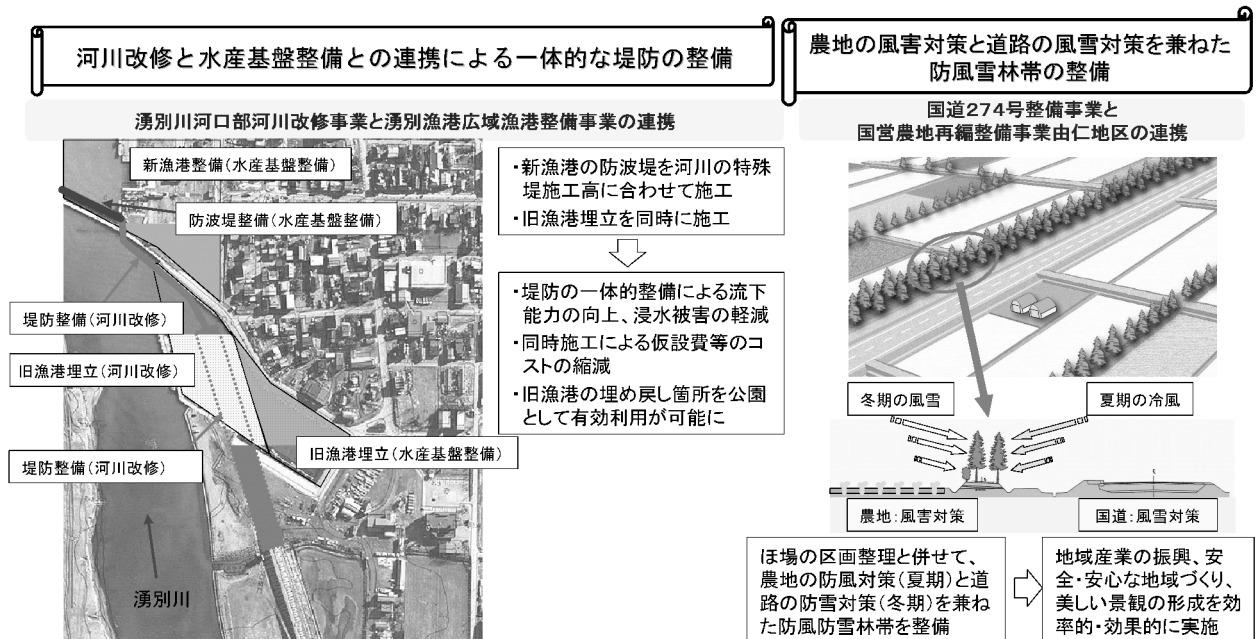 河川改修と水産基盤整備との連携による一体的な堤防の整備
湧別川河口部河川改修事業と湧別漁港広域漁港整備事業の連携
新漁港整備(水産基盤整備)
防波堤整備(水産基盤整備)
堤防整備(河川改修)
旧漁港埋立(河川改修)
堤防整備(河川改修)
旧漁港埋立(水産基盤整備)
湧別川
・新漁港の防波堤を河川の特殊
堤施工高に合わせて施工
・旧漁港埋立を同時に施工
・堤防の一体的整備による流下
能力の向上、浸水被害の軽減
・同時施工による仮設費等のコ
ストの縮減
・旧漁港の埋め戻し箇所を公園
として有効利用が可能に
農地の風害対策と道路の風雪対策を兼ねた
防風雪林帯の整備
国道274号整備事業と
国営農地再編整備事業由仁地区の連携
冬期の風雪
夏期の冷風
農地:風害対策
国道:風雪対策
ほ場の区画整理と併せて、
農地の防風対策(夏期)と道
路の防雪対策(冬期)を兼ね
た防風防雪林帯を整備
地域産業の振興、安
全・安心な地域づくり、
美しい景観の形成を効
率的・効果的に実施